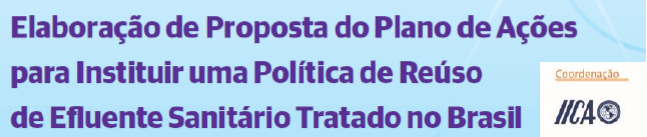 Elaboração de Proposta do Plano de Ações
para Instituir uma Política de Reúso
de Efluente Sanitário Tratado no Brasil
Coordenação
IICA